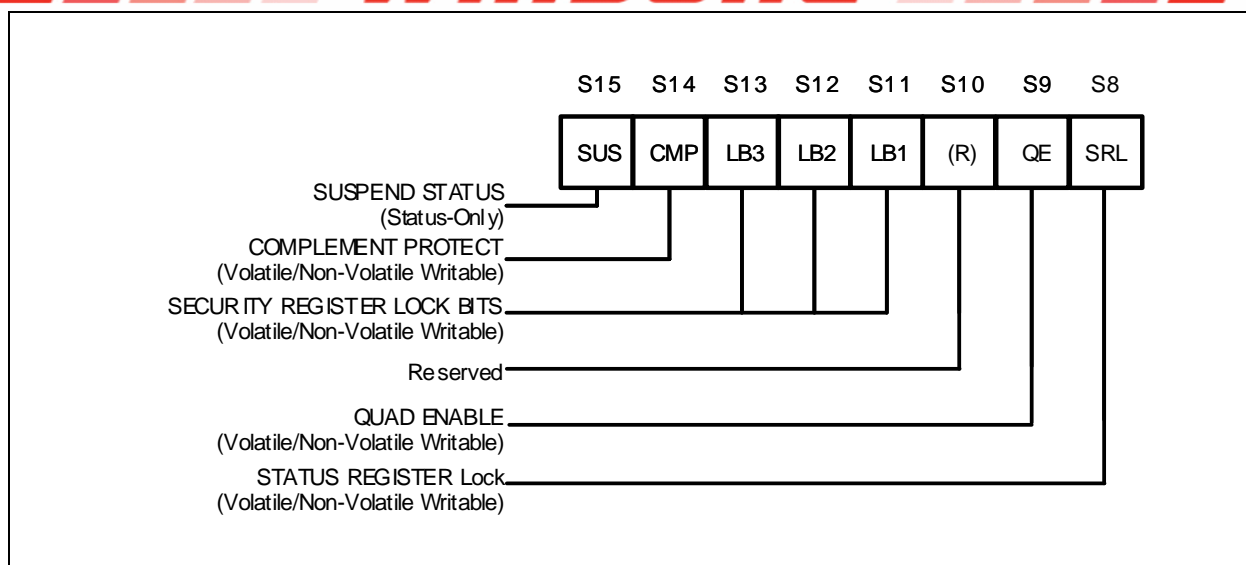 S15 S14 S13 S12 S11 S10 S9 S8
SUS CMP LB3 LB2 LB1 (R) QE SRL
SUSPEND STATUS
(Status-Only)
COMPLEMENT PROTECT
(Volatile/Non-Volatile Writable)
SECURITY REGISTER LOCK BITS
(Volatile/Non-Volatile Writable)
Reserved
QUAD ENABLE
(Volatile/Non-Volatile Writable)
STATUS REGISTER Lock
(Volatile/Non-Volatile Writable)